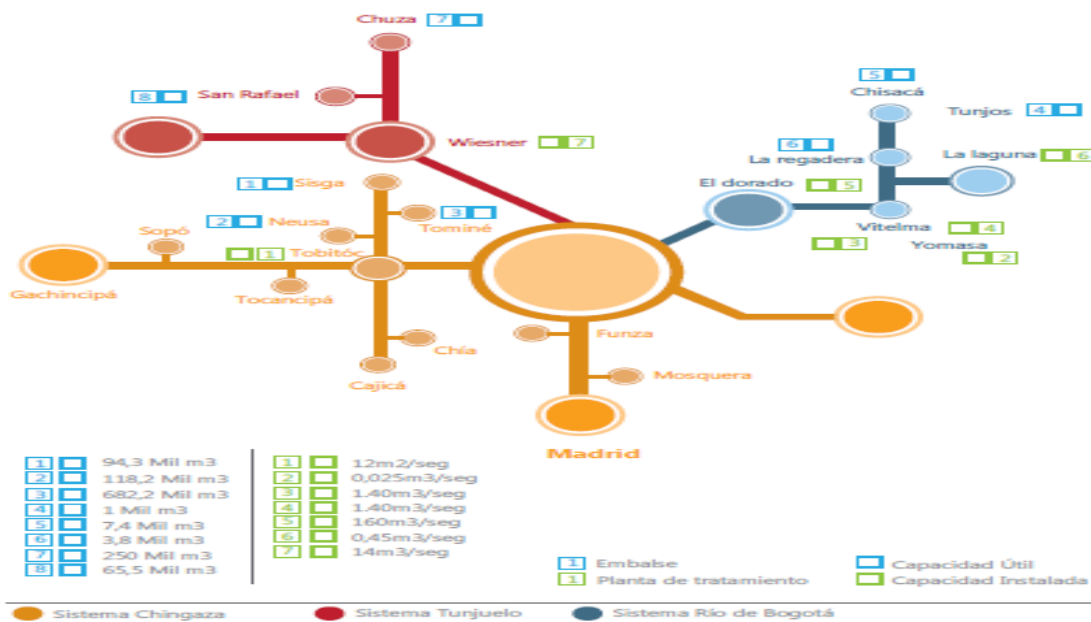 Chuza 7
8 San Rafael
Wiesner 7
5
Chisacá
Tunjos 4
6
La regadera
La laguna 6
El dorado 5
Vitelma 4
3
Yomasa
2
1 Sisga
2 Neusa
3
Tominé
Sopó
1 Tobitóc
Gachincipá
Tocancipá
Chía
Cajicá
Funza
Mosquera
Madrid
1 94,3 Mil m3
2 118,2 Mil m3
3 682,2 Mil m3
4 1 Mil m3
5 7,4 Mil m3
6 3,8 Mil m3
7 250 Mil m3
8 65,5 Mil m3
1 12m2/seg
2 0,025m3/seg
3 1.40m3/seg
4 1.40m3/seg
5 160m3/seg
6 0,45m3/seg
7 14m3/seg
1 Embalse
1 Planta de tratamiento
Capacidad Útil
Capacidad Instalada
Sistema Chingaza
Sistema Tunjuelo
Sistema Río de Bogotá